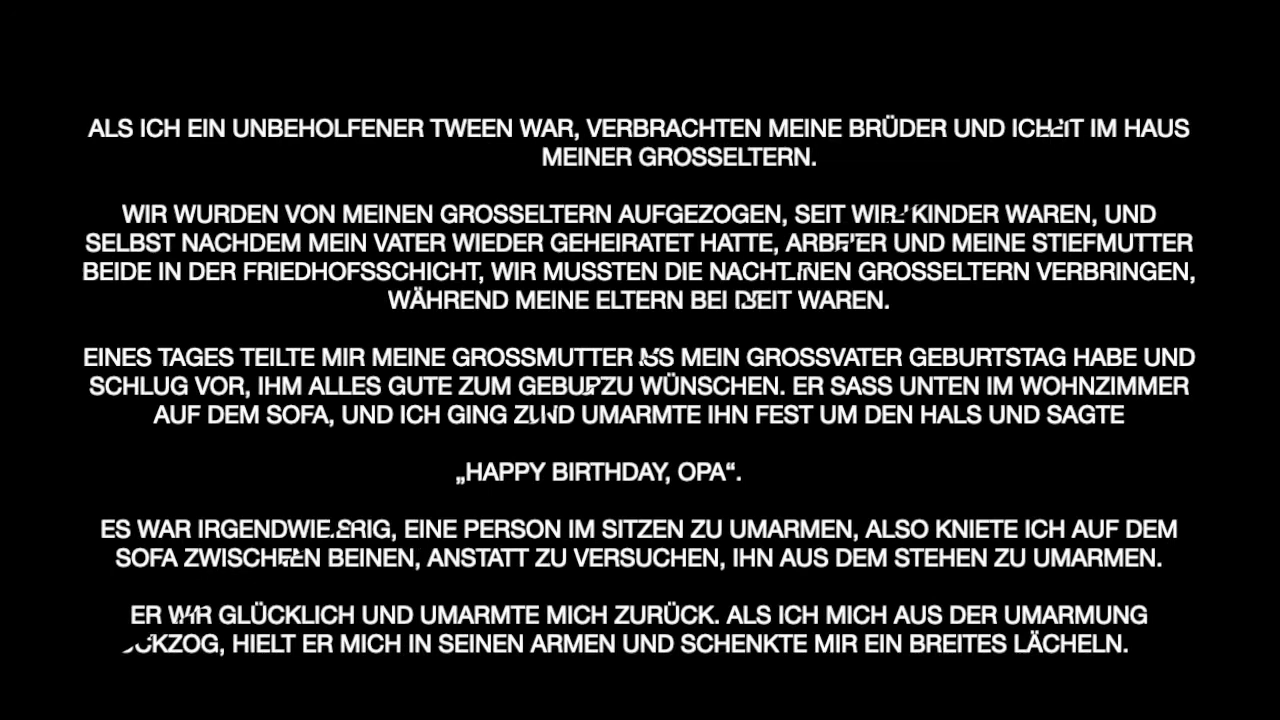 ALS ICH EIN UNBEHOLFENER TWEEN WAR, VERBRACHTEN MEINE BRÜDER UND IM HAUS
MEINER GROSSELTERN.
WIR WURDEN VON MEINEN GROSSELTERN AUFGEZOGEN, SEIT WIR KINDER WAREN, UND
SELBST NACHDEM MEIN VATER WIEDER GEHEIRATET HATTE, UND MEINE STIEFMUTTER
BEIDE IN DER FRIEDHOFSSCHICHT, WIR MUSSTEN DIE GROSSELTERN VERBRINGEN,
WÄHREND MEINE ELTERN BEI WAREN.
EINES TAGES TEILTE MIR MEINE GROSSMUTTER MEIN GROSSVATER GEBURTSTAG HABE UND
SCHLUG VOR, IHM ALLES GUTE ZUM WÜNSCHEN. ER SASS UNTEN IM WOHNZIMMER
AUF DEM SOFA, UND ICH GING UMARMTE IHN FEST UM DEN HALS UND SAGTE
„HAPPY BIRTHDAY, OPA“.
ES WAR EINE PERSON IM SITZEN ZU UMARMEN, ALSO KNIETE ICH AUF DEM
SOFA BEINEN, ANSTATT ZU VERSUCHEN, IHN AUS DEM STEHEN ZU UMARMEN.
ER WAR GLÜCKLICH UND UMARMTE MICH ZURÜCK. ALS ICH MICH AUS DER UMARMUNG
HIELT ER MICH IN SEINEN ARMEN UND SCHENKTE MIR EIN BREITES LÄCHELN.